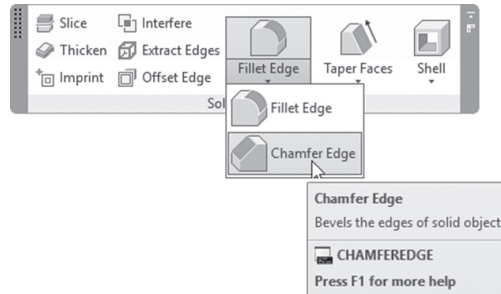 Slice Interfere
Thicken Extract Edges
Imprint Offset Edge Fillet Edge Taper Faces Shell
Sol
Fillet Edge
Chamfer Edge
Chamfer Edge
Bevels the edges of solid object
CHAMFEREDGE
Press F1 for more help